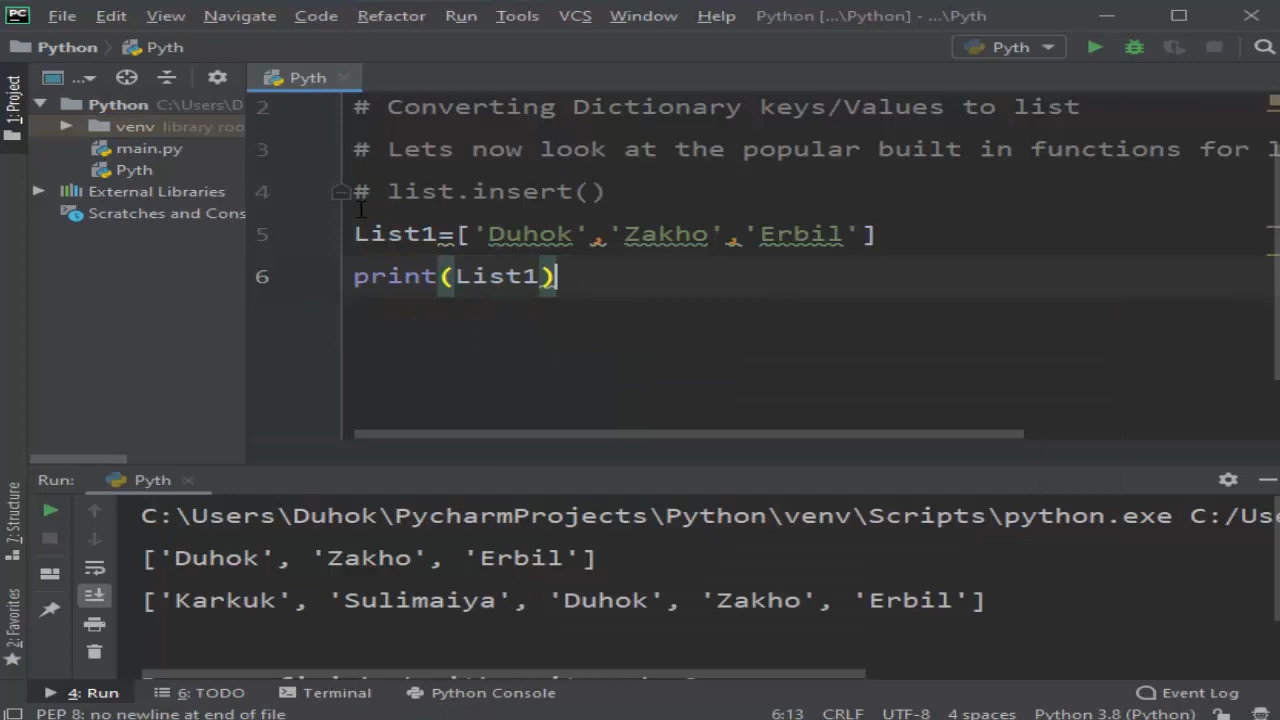 PC File Edit View Navigate Code Refactor Run Tools VCS Window Help Python [...\Python] - ...\Pyth
Python Pyth Pyth
1: Project ... Pyth
Python C:\Users\D
venv library roo
main.py
Pyth
External Libraries
Scratches and Cons
2 # Converting Dictionary keys/Values to list
3 # Lets now look at the popular built in functions for l
4 # list.insert()
5 List1=['Duhok','Zakho','Erbil']
6 print(List1)
7: Structure
2: Favorites
Run: Pyth
C:\Users\Duhok\PycharmProjects\Python\venv\Scripts\python.exe C:/Use
['Duhok', 'Zakho', 'Erbil']
['Karkuk', 'Sulimaiya', 'Duhok', 'Zakho', 'Erbil']
4: Run 6: TODO Terminal Python Console Event Log
PEP 8: no newline at end of file 6:13 CRLF UTF-8 4 spaces Python 3.8 (Python)